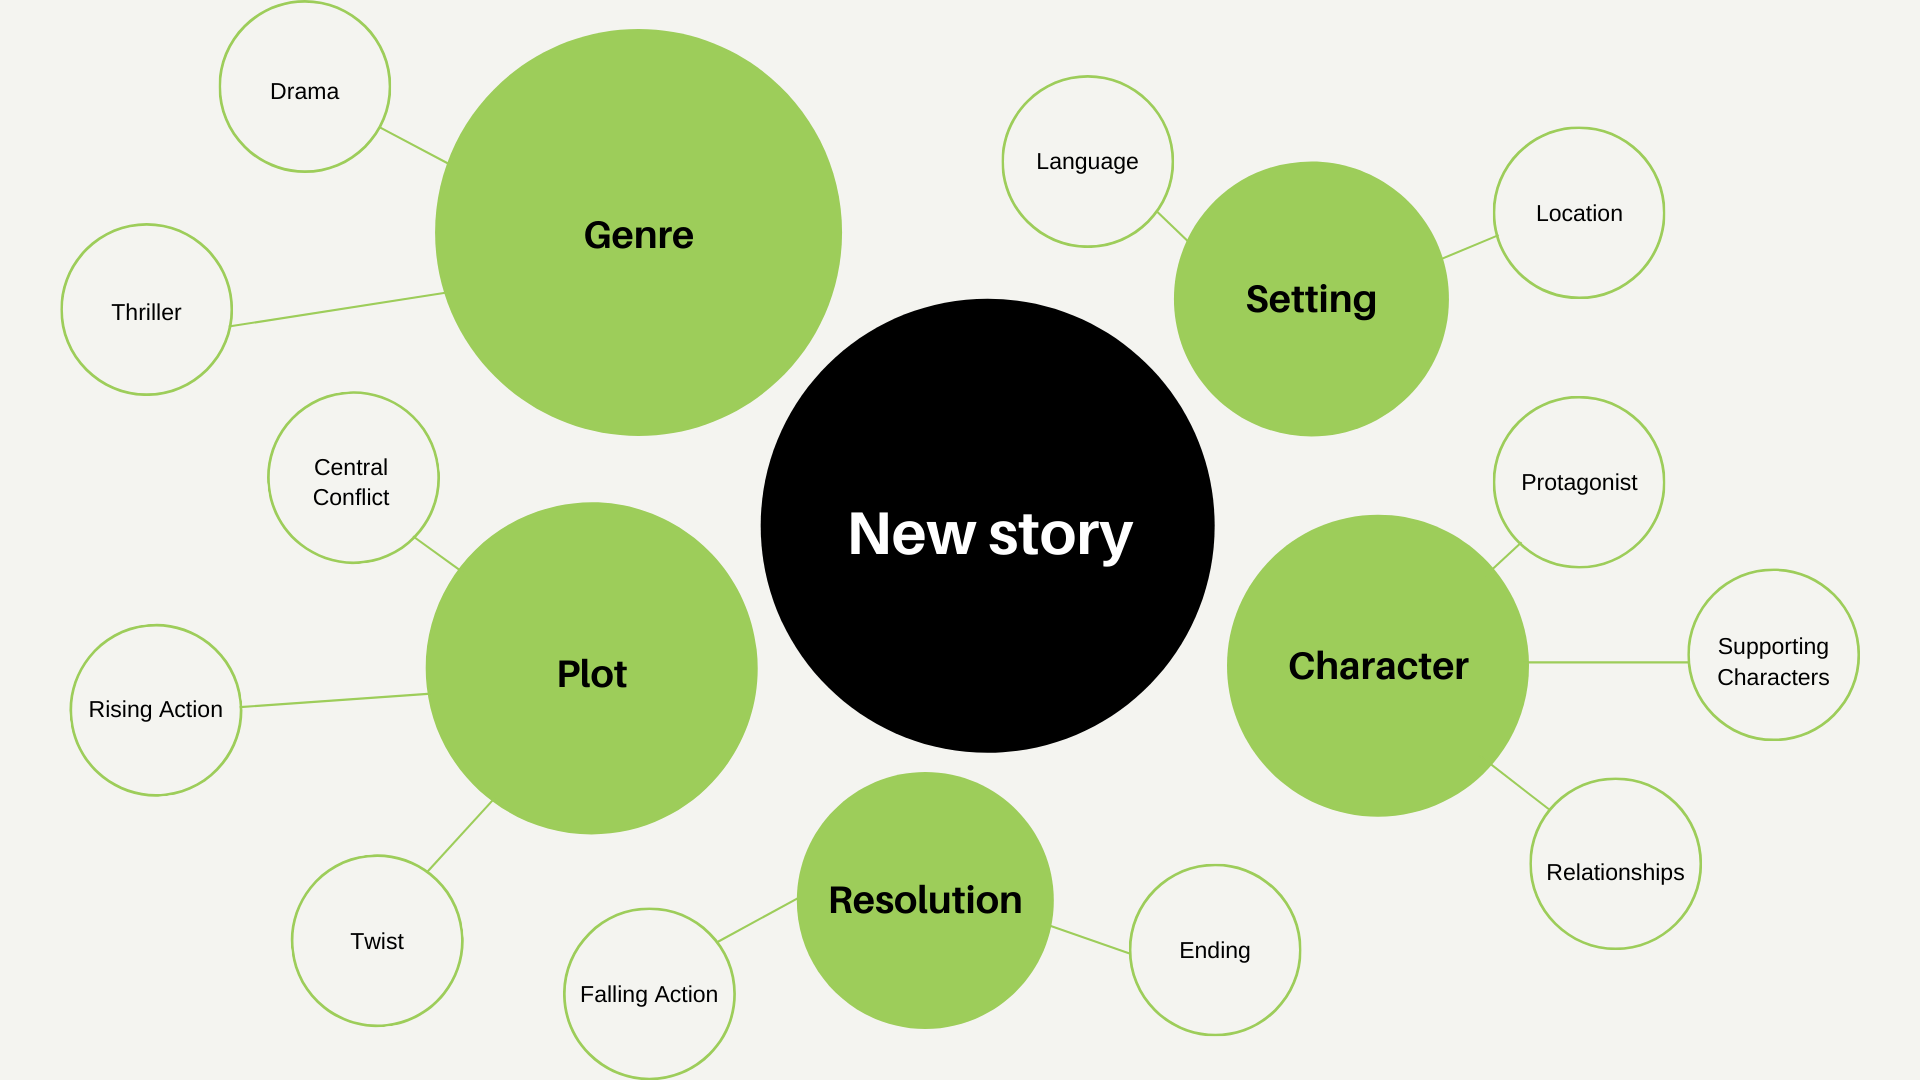 Drama
Genre
Language
Location
Setting
Thriller
Central
Conflict
New story
Protagonist
Supporting
Characters
Character
Plot
Rising Action
Relationships
Resolution
Twist
Falling Action
Ending